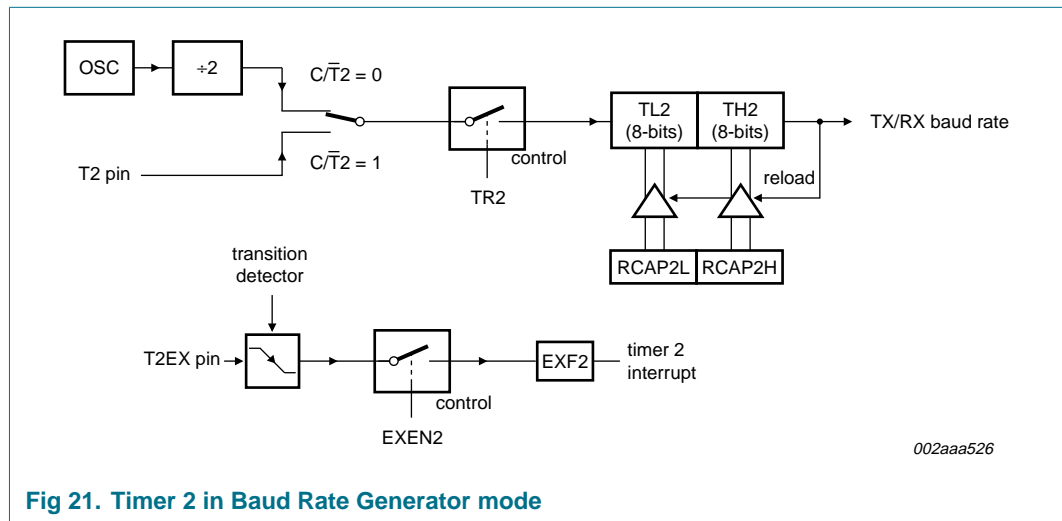 OSC
÷2
C/T̅2 = 0
C/T̅2 = 1
T2 pin
control
TR2
TL2
(8-bits)
TH2
(8-bits)
TX/RX baud rate
reload
RCAP2L
RCAP2H
transition
detector
T2EX pin
control
EXEN2
EXF2
timer 2
interrupt
002aaa526
Fig 21. Timer 2 in Baud Rate Generator mode